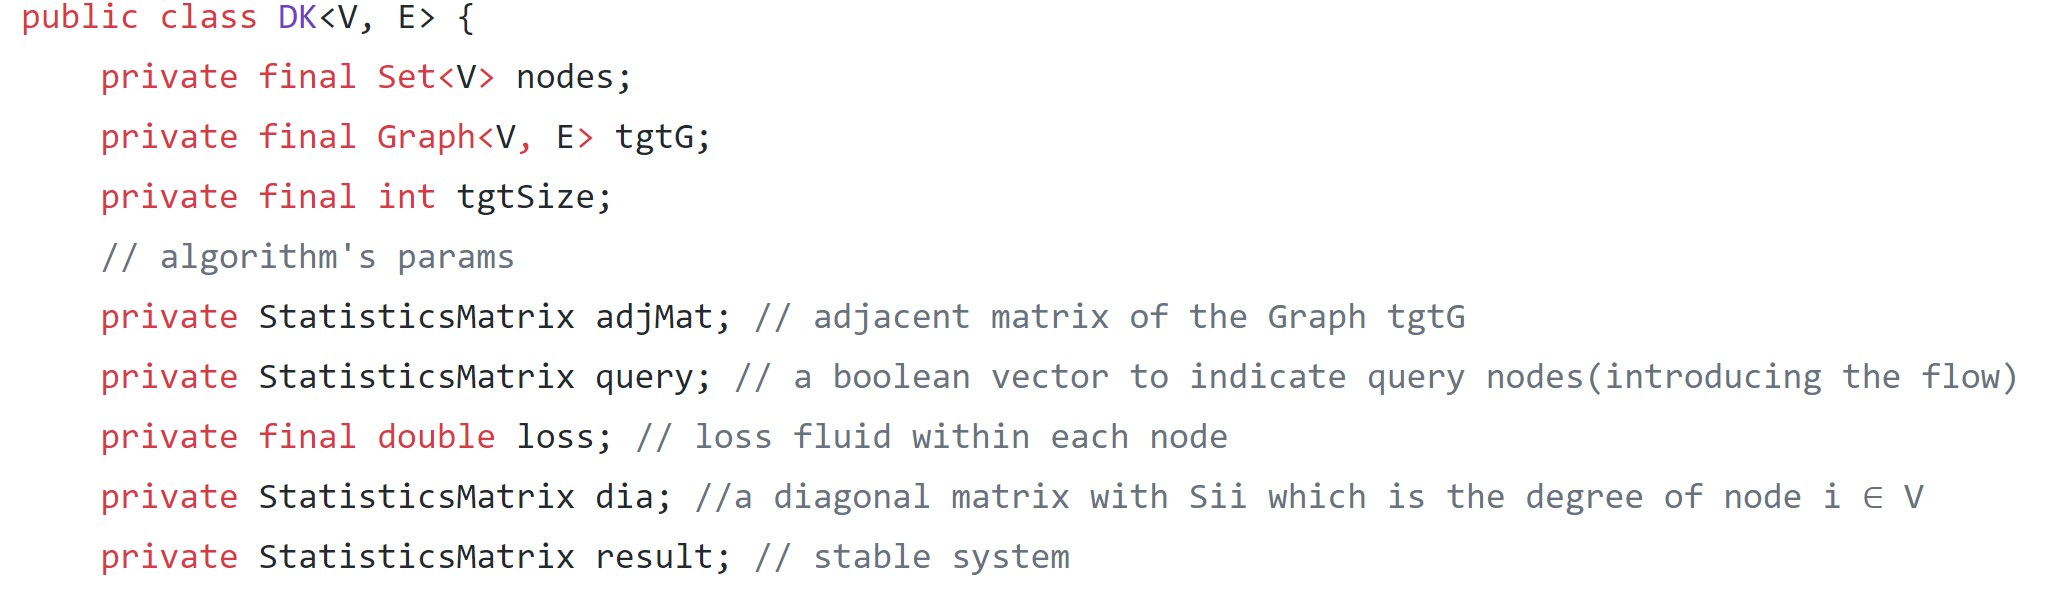 public class DK<V, E> {
    private final Set<V> nodes;
    private final Graph<V, E> tgtG;
    private final int tgtSize;
    // algorithm's params
    private StatisticsMatrix adjMat; // adjacent matrix of the Graph tgtG
    private StatisticsMatrix query; // a boolean vector to indicate query nodes(introducing the flow)
    private final double loss; // loss fluid within each node
    private StatisticsMatrix dia; //a diagonal matrix with Sii which is the degree of node i ∈ V
    private StatisticsMatrix result; // stable system